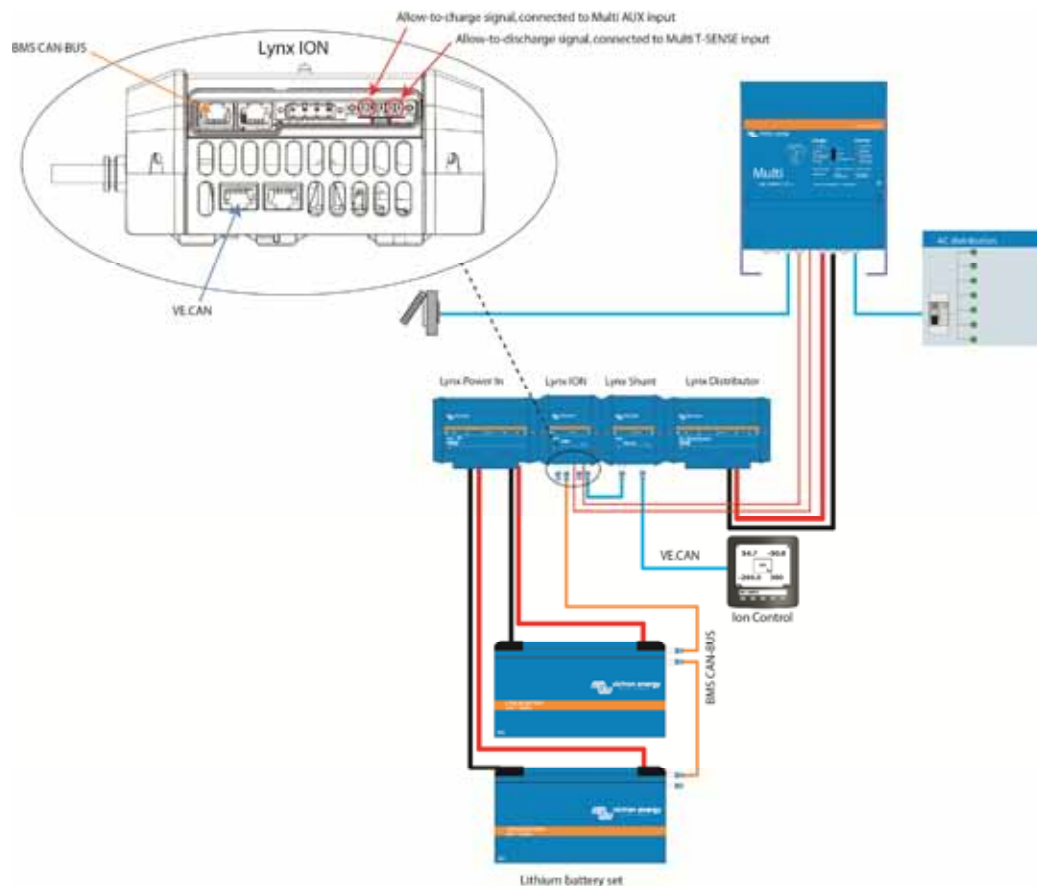 Allow-to-charge signal, connected to Multi AUX input
Allow-to-discharge signal, connected to Multi T-SENSE input
BMS CAN-BUS
Lynx ION
VE.CAN
Multi
AC distribution
Lynx Power In
Lynx ION
Lynx Shunt
Lynx Distributor
VE.CAN
Ion Control
BMS CAN-BUS
victron energy
victron energy
Lithium battery set